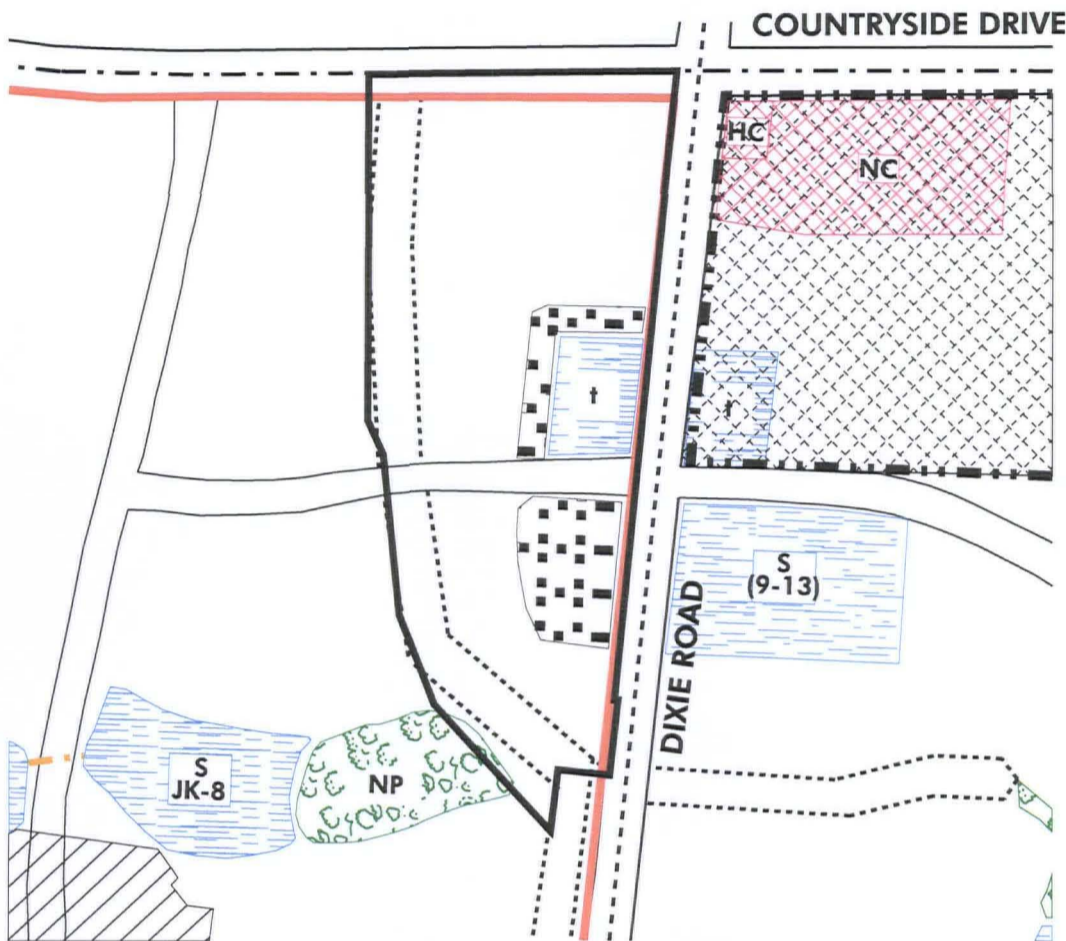 COUNTRYSIDE DRIVE
HC
NC
t
t
S
(9-13)
DIXIE ROAD
S
JK-8
NP